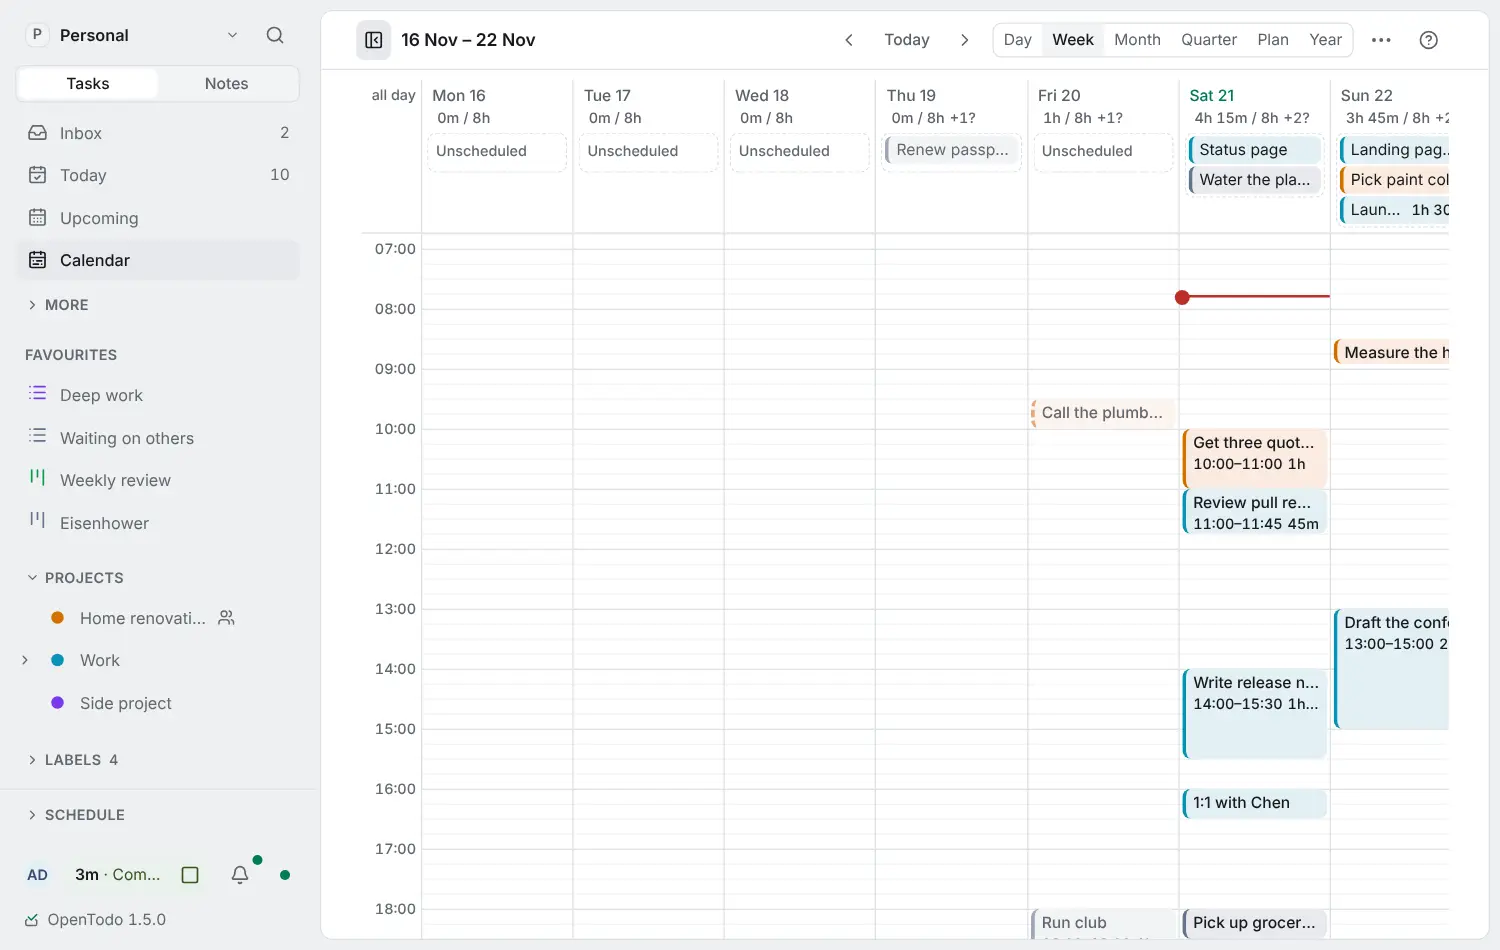 P Personal
Tasks Notes
Inbox 2
Today 10
Upcoming
Calendar
MORE
FAVOURITES
Deep work
Waiting on others
Weekly review
Eisenhower
PROJECTS
Home renovati...
Work
Side project
LABELS 4
SCHEDULE
AD 3m · Com...
OpenTodo 1.5.0
16 Nov – 22 Nov
Today
Day Week Month Quarter Plan Year
all day
Mon 16
0m / 8h
Unscheduled
Tue 17
0m / 8h
Unscheduled
Wed 18
0m / 8h
Unscheduled
Thu 19
0m / 8h +1?
Renew passp...
Fri 20
1h / 8h +1?
Unscheduled
Sat 21
4h 15m / 8h +2?
Status page
Water the pla...
Sun 22
3h 45m / 8h +2
Landing pag..
Pick paint col
Laun... 1h 30
07:00
08:00
09:00
10:00
11:00
12:00
13:00
14:00
15:00
16:00
17:00
18:00
Call the plumb...
Run club
Get three quot...
10:00–11:00 1h
Review pull re...
11:00–11:45 45m
Write release n...
14:00–15:30 1h...
1:1 with Chen
Pick up grocer...
Measure the h
Draft the confe
13:00–15:00 2